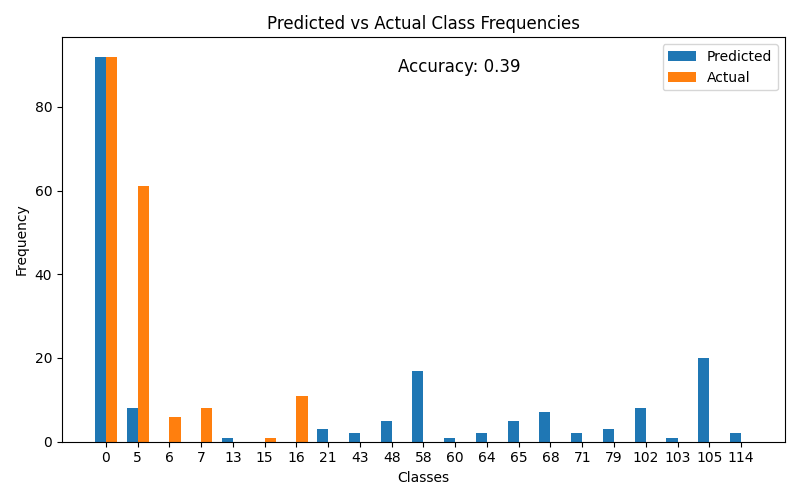 Predicted vs Actual Class Frequencies
Accuracy: 0.39
Predicted
Actual
Frequency
80
60
40
20
0
0 5 6 7 13 15 16 21 43 48 58 60 64 65 68 71 79 102 103 105 114
Classes